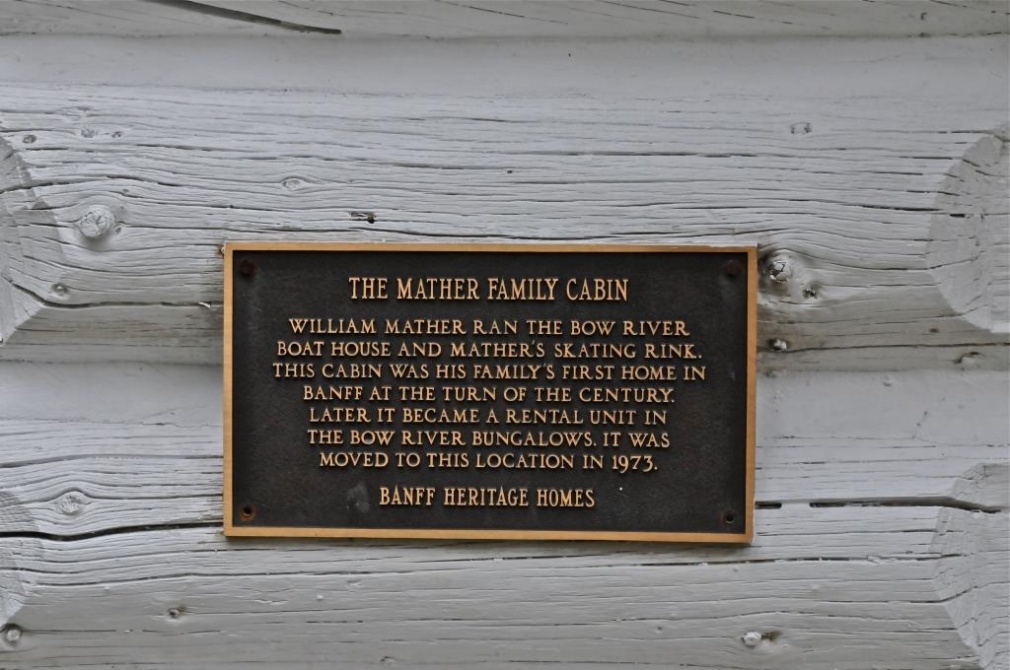 THE MATHER FAMILY CABIN
WILLIAM MATHER RAN THE BOW RIVER
BOAT HOUSE AND MATHER'S SKATING RINK.
THIS CABIN WAS HIS FAMILY'S FIRST HOME IN
BANFF AT THE TURN OF THE CENTURY.
LATER IT BECAME A RENTAL UNIT IN
THE BOW RIVER BUNGALOWS. IT WAS
MOVED TO THIS LOCATION IN 1973.
BANFF HERITAGE HOMES